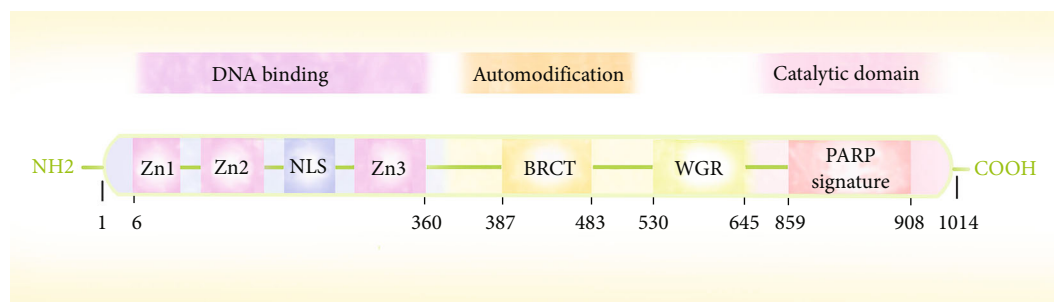 DNA binding Automodification Catalytic domain
NH2 Zn1 Zn2 NLS Zn3 BRCT WGR PARP signature COOH
1 6 360 387 483 530 645 859 908 1014